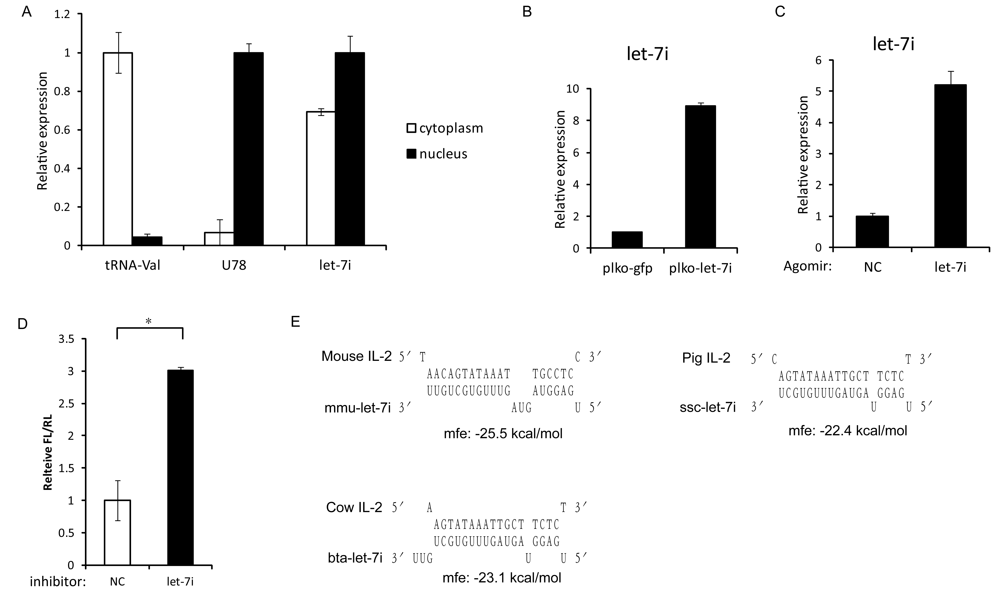 A
1.2
1
0.8
0.6
0.4
0.2
0
Relative expression
tRNA-Val
U78
let-7i
cytoplasm
nucleus
B
let-7i
10
8
6
4
2
0
Relative expression
plko-gfp
plko-let-7i
C
let-7i
6
5
4
3
2
1
0
Relative expression
Agomir:
NC
let-7i
D
*
3.5
3
2.5
2
1.5
1
0.5
0
Relteive FL/RL
inhibitor:
NC
let-7i
E
Mouse IL-2 5′ T C 3′
AACAGTATAAAT TGCCTC
UUGUCGUGUUUG AUGGAG
mmu-let-7i 3′ AUG U 5′
mfe: -25.5 kcal/mol
Pig IL-2 5′ C T 3′
AGTATAAATTGCT TCTC
UCGUGUUUGAUGA GGAG
ssc-let-7i 3′ U U 5′
mfe: -22.4 kcal/mol
Cow IL-2 5′ A T 3′
AGTATAAATTGCT TCTC
UCGUGUUUGAUGA GGAG
bta-let-7i 3′ UUG U U 5′
mfe: -23.1 kcal/mol